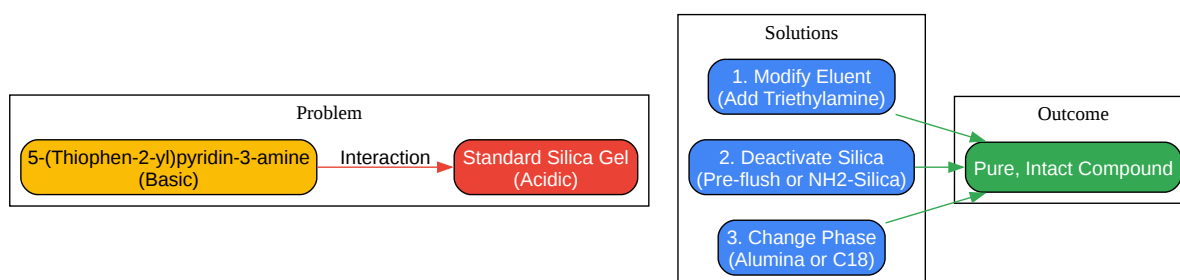 Problem
5-(Thiophen-2-yl)pyridin-3-amine
(Basic)
Interaction
Standard Silica Gel
(Acidic)
Solutions
1. Modify Eluent
(Add Triethylamine)
2. Deactivate Silica
(Pre-flush or NH2-Silica)
3. Change Phase
(Alumina or C18)
Outcome
Pure, Intact Compound